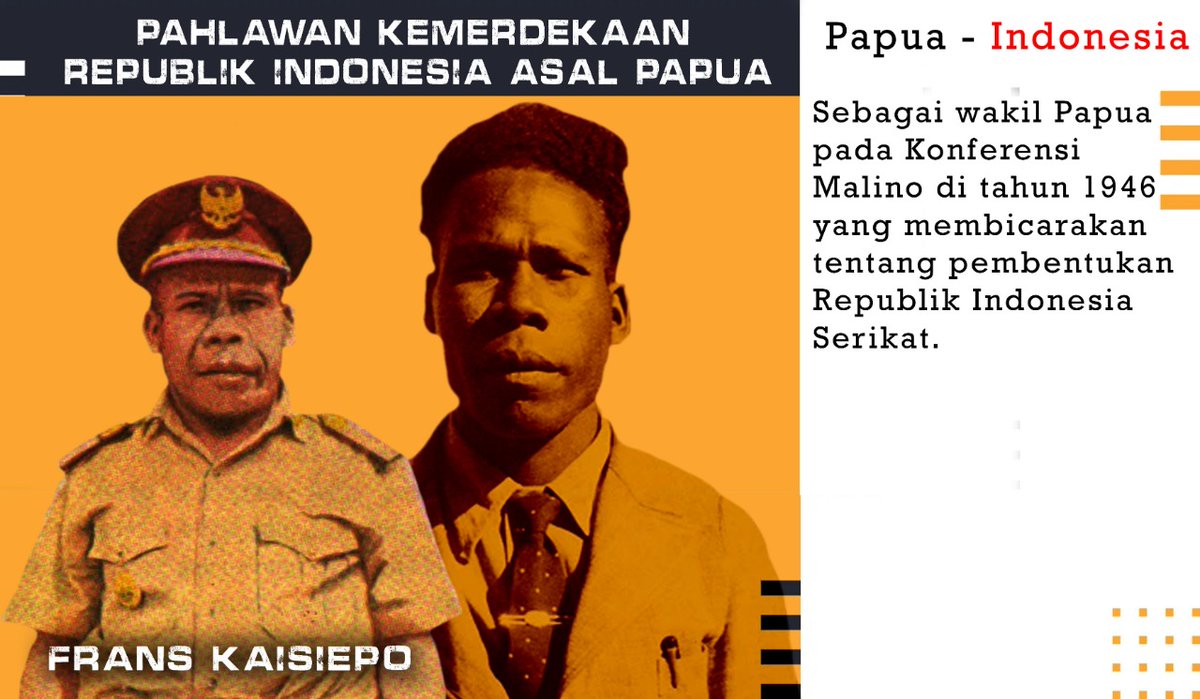 PAHLAWAN KEMERDEKAAN
REPUBLIK INDONESIA ASAL PAPUA
FRANS KAISIEPO
Papua - Indonesia
Sebagai wakil Papua
pada Konferensi
Malino di tahun 1946
yang membicarakan
tentang pembentukan
Republik Indonesia
Serikat.